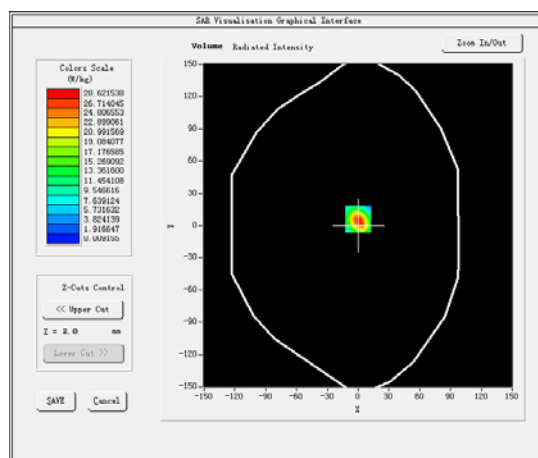 SAR Visualisation Graphical Interface
Volume Radiated Intensity
Zoom In/Out
Colors Scale
(W/kg)
28.621538
26.714045
24.806553
22.899061
20.991569
19.084077
17.176585
15.269092
13.361600
11.454108
9.546616
7.639124
5.731632
3.824139
1.916647
0.009155
150
120
90
60
30
0
-30
-60
-90
-120
-150
Y
-150 -120 -90 -60 -30 0 30 60 90 120 150
X
Z-Cuts Control
<< Upper Cut
Z = 2.0 mm
Lower Cut >>
SAVE Cancel